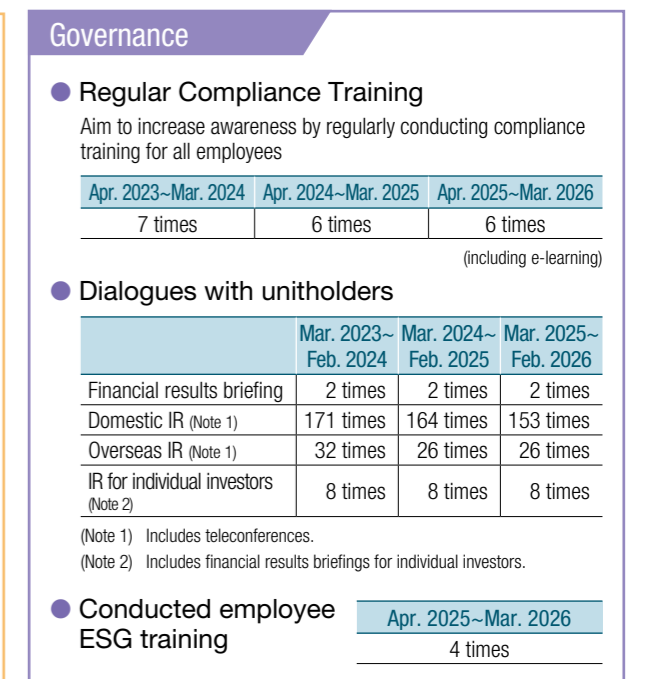 Governance
● Regular Compliance Training
Aim to increase awareness by regularly conducting compliance
training for all employees
Apr. 2023~Mar. 2024 Apr. 2024~Mar. 2025 Apr. 2025~Mar. 2026
7 times 6 times 6 times
(including e-learning)
● Dialogues with unitholders
Mar. 2023~ Mar. 2024~ Mar. 2025~
Feb. 2024 Feb. 2025 Feb. 2026
Financial results briefing 2 times 2 times 2 times
Domestic IR (Note 1) 171 times 164 times 153 times
Overseas IR (Note 1) 32 times 26 times 26 times
IR for individual investors
(Note 2) 8 times 8 times 8 times
(Note 1) Includes teleconferences.
(Note 2) Includes financial results briefings for individual investors.
● Conducted employee
ESG training
Apr. 2025~Mar. 2026
4 times